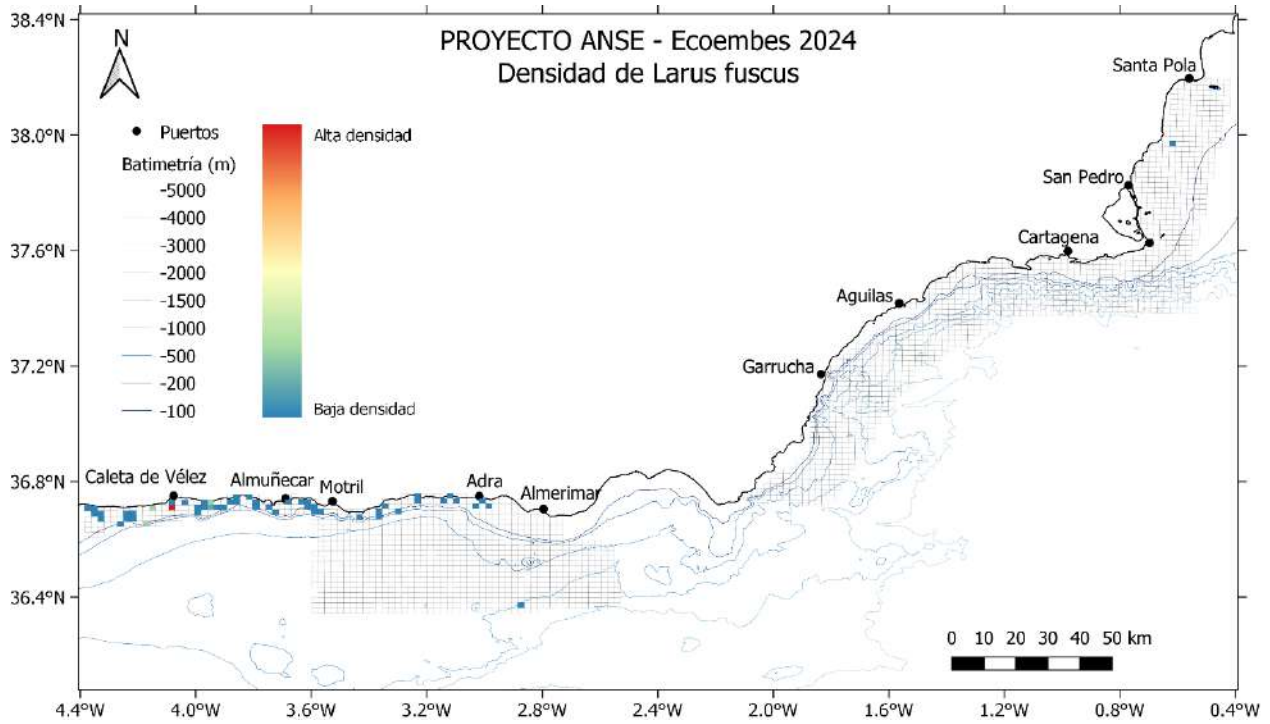 PROYECTO ANSE - Ecoembes 2024
Densidad de Larus fuscus
N
Puertos
Batimetría (m)
-5000
-4000
-3000
-2000
-1500
-1000
-500
-200
-100
Alta densidad
Baja densidad
Santa Pola
San Pedro
Cartagena
Aguilas
Garrucha
Caleta de Vélez
Almuñecar
Motril
Adra
Almerimar
38.4°N
38.0°N
37.6°N
37.2°N
36.8°N
36.4°N
0 10 20 30 40 50 km
4.4°W 4.0°W 3.6°W 3.2°W 2.8°W 2.4°W 2.0°W 1.6°W 1.2°W 0.8°W 0.4°W